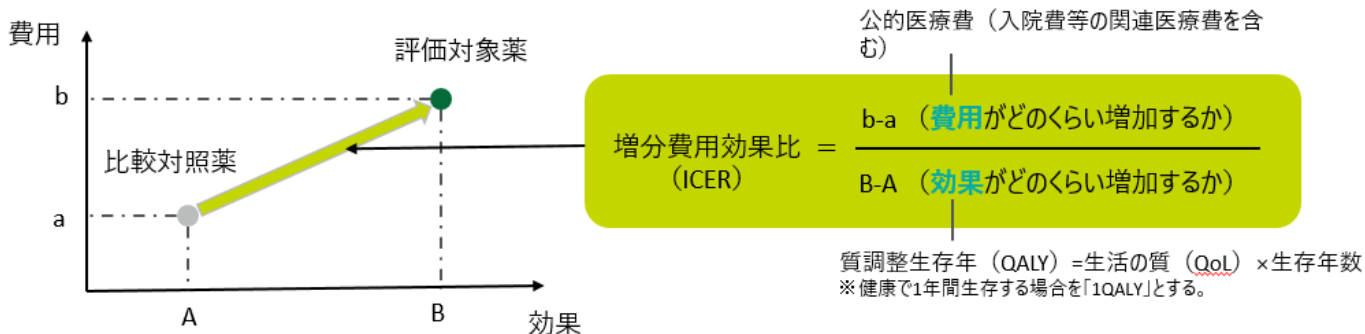 費用
評価対象薬
b
比較対照薬
a
A
B
効果
公的医療費（入院費等の関連医療費を含
む）
b-a （費用がどのくらい増加するか）
増分費用効果比 =
（ICER）
B-A （効果がどのくらい増加するか）
質調整生存年（QALY）=生活の質（QoL）×生存年数
※健康で1年間生存する場合を「1QALY」とする。